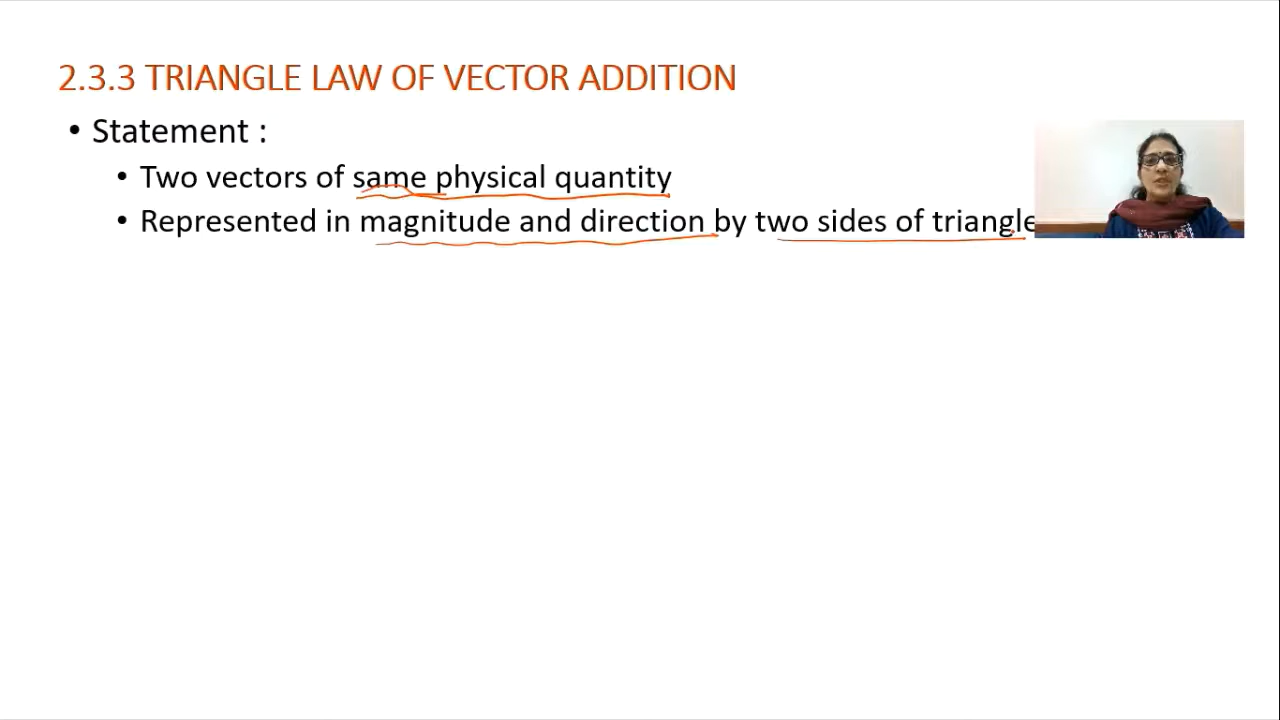 2.3.3 TRIANGLE LAW OF VECTOR ADDITION
• Statement :
• Two vectors of same physical quantity
• Represented in magnitude and direction by two sides of triangle